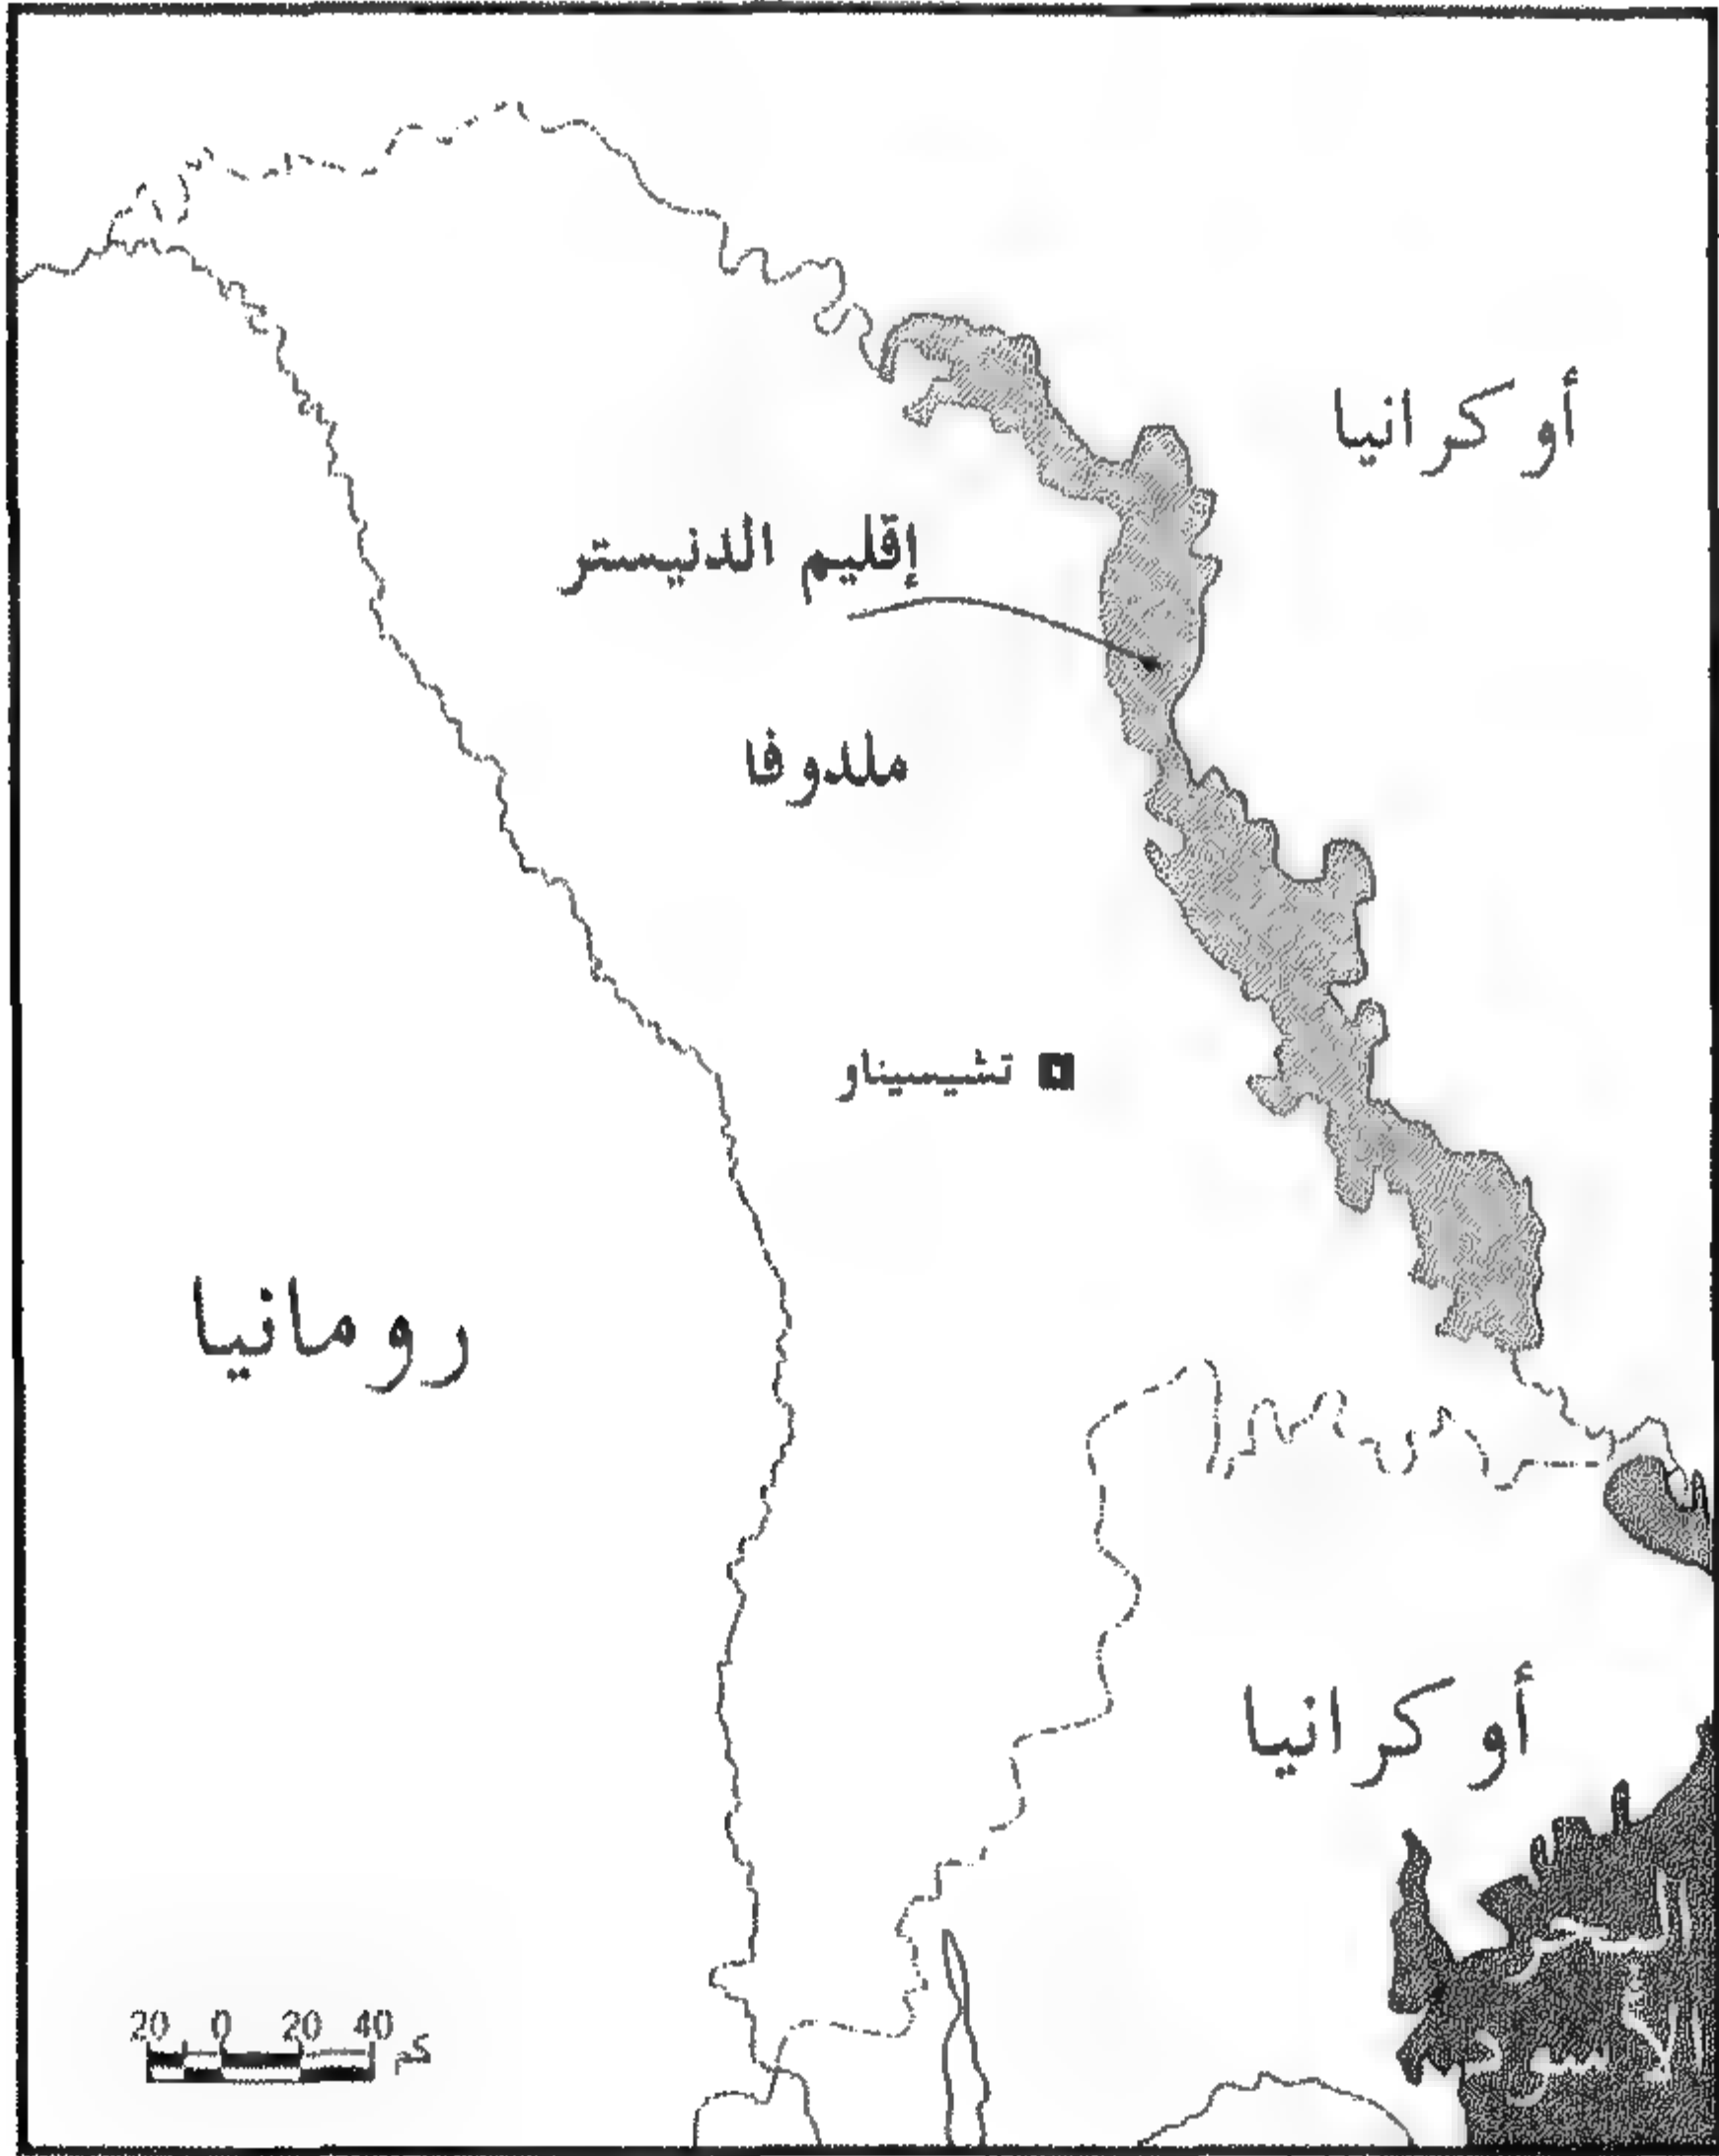 أوكرانيا
إقليم الدنيستر
ملدوفا
تشيسيناو
رومانيا
أوكرانيا
البحر
الأسود
20 0 20 40 كم